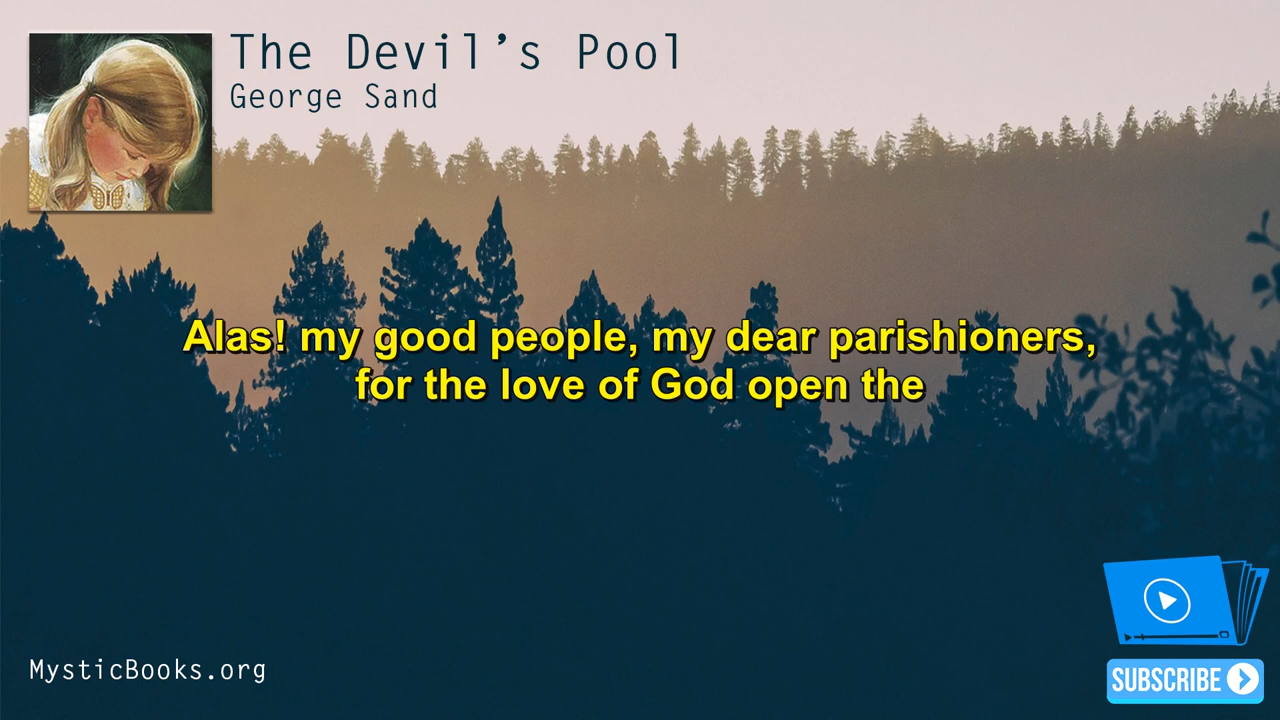 The Devil's Pool
George Sand
Alas! my good people, my dear parishioners,
for the love of God open the
MysticBooks.org
SUBSCRIBE